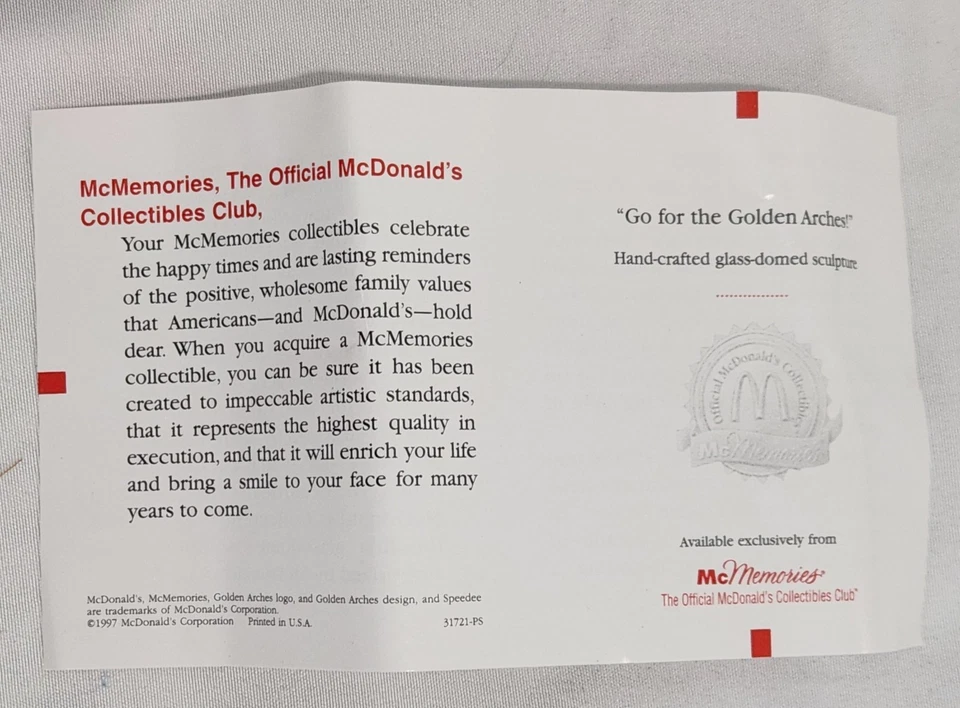 McMemories, The Official McDonald's
Collectibles Club,
Your McMemories collectibles celebrate
the happy times and are lasting reminders
of the positive, wholesome family values
that Americans—and McDonald's—hold
dear. When you acquire a McMemories
collectible, you can be sure it has been
created to impeccable artistic standards,
that it represents the highest quality in
execution, and that it will enrich your life
and bring a smile to your face for many
years to come.
McDonald's, McMemories, Golden Arches logo, and Golden Arches design, and Speedee
are trademarks of McDonald's Corporation.
©1997 McDonald's Corporation Printed in U.S.A. 31721-PS
"Go for the Golden Arches!"
Hand-crafted glass-domed sculpture
Official McDonald's Collectibles
McMemories
Available exclusively from
McMemories
The Official McDonald's Collectibles Club